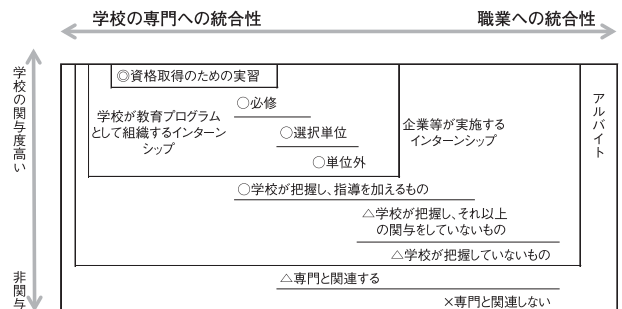 学校の専門への統合性
職業への統合性
学校の関与度高い
非関与
◎資格取得のための実習
○必修
学校が教育プログラム
として組織するインターン
シップ
○選択単位
○単位外
企業等が実施する
インターンシップ
アルバイト
○学校が把握し、指導を加えるもの
△学校が把握し、それ以上
の関与をしていないもの
△学校が把握していないもの
△専門と関連する
×専門と関連しない